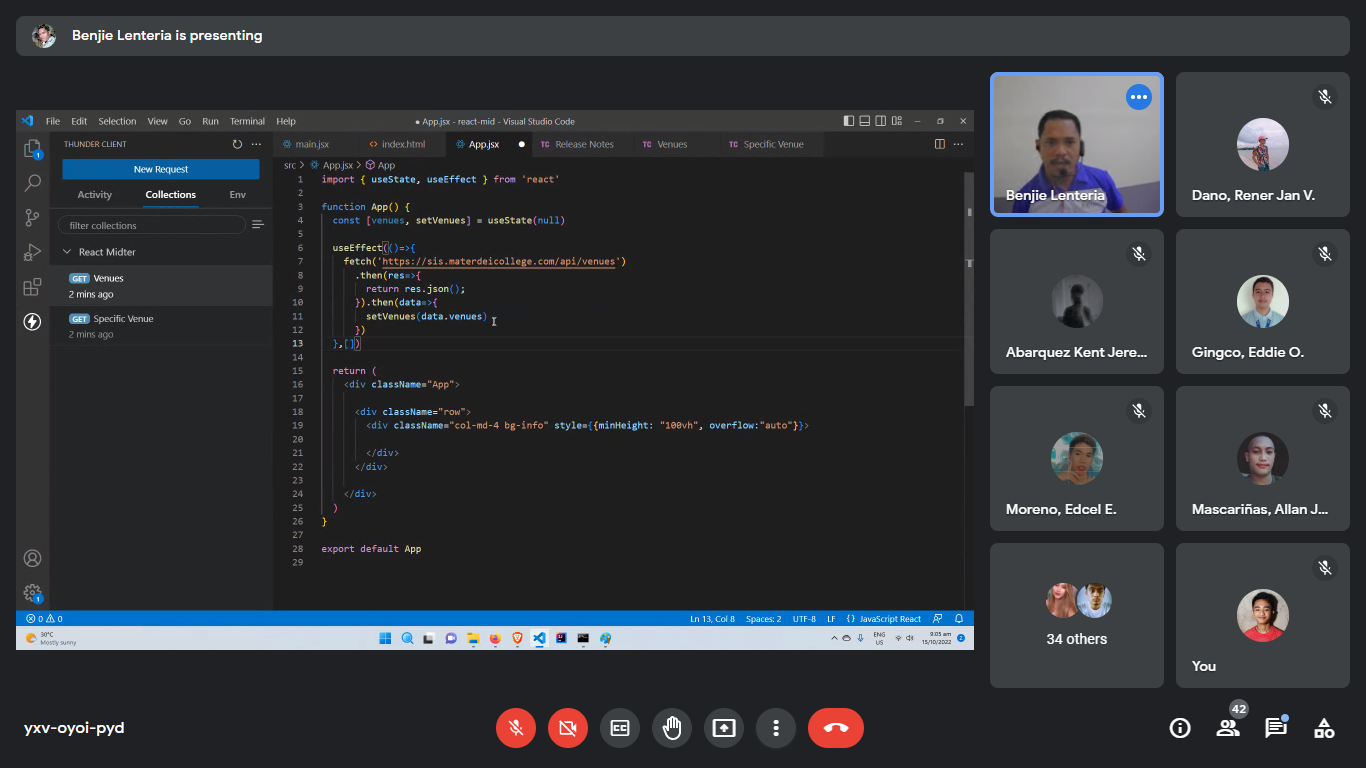 Benjie Lenteria is presenting
File Edit Selection View Go Run Terminal Help
● App.jsx - react-mid - Visual Studio Code
THUNDER CLIENT
New Request
Activity Collections Env
filter collections
React Midter
GET Venues
2 mins ago
GET Specific Venue
2 mins ago
main.jsx index.html App.jsx TC Release Notes TC Venues TC Specific Venue
src > App.jsx > App
1 import { useState, useEffect } from 'react'
2
3 function App() {
4 const [venues, setVenues] = useState(null)
5
6 useEffect(()=>{
7 fetch('https://sis.materdeicollege.com/api/venues')
8 .then(res=>{
9 return res.json();
10 }).then(data=>{
11 setVenues(data.venues)
12 })
13 },[])
14
15 return (
16 <div className="App">
17
18 <div className="row">
19 <div className="col-md-4 bg-info" style={{minHeight: "100vh", overflow:"auto"}}>
20
21 </div>
22 </div>
23
24 </div>
25 )
26 }
27
28 export default App
29
1
1
0 0
Ln 13, Col 8 Spaces: 2 UTF-8 LF {} JavaScript React
30°C
Mostly sunny
ENG
US
9:05 am
15/10/2022
2
Benjie Lenteria
Dano, Rener Jan V.
Abarquez Kent Jere...
Gingco, Eddie O.
Moreno, Edcel E.
Mascariñas, Allan J...
34 others
You
yxv-oyoi-pyd
42